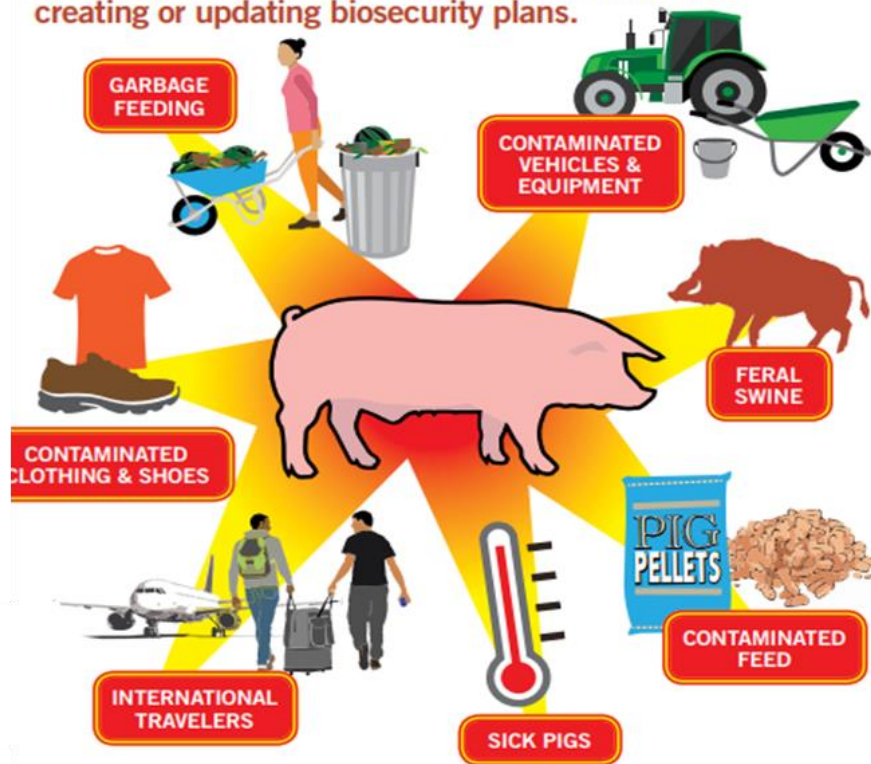 creating or updating biosecurity plans.
GARBAGE
FEEDING
CONTAMINATED
VEHICLES &
EQUIPMENT
FERAL
SWINE
CONTAMINATED
CLOTHING & SHOES
PIG
PELLETS
CONTAMINATED
FEED
INTERNATIONAL
TRAVELERS
SICK PIGS